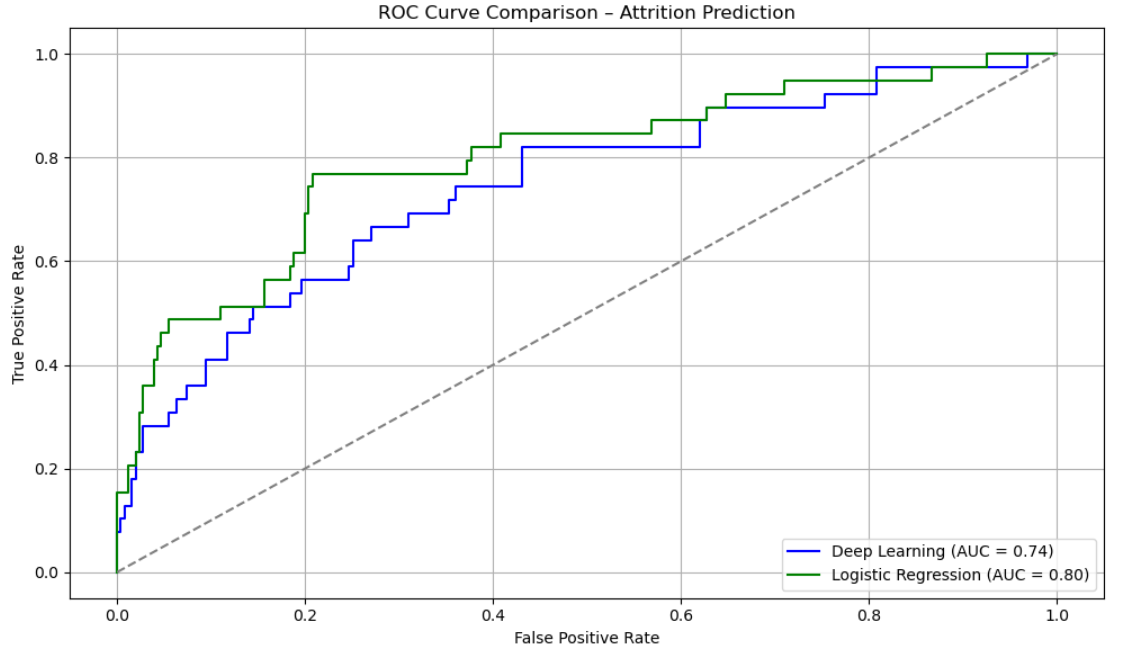 ROC Curve Comparison – Attrition Prediction
1.0
0.8
0.6
0.4
0.2
0.0
True Positive Rate
Deep Learning (AUC = 0.74)
Logistic Regression (AUC = 0.80)
0.0 0.2 0.4 0.6 0.8 1.0
False Positive Rate